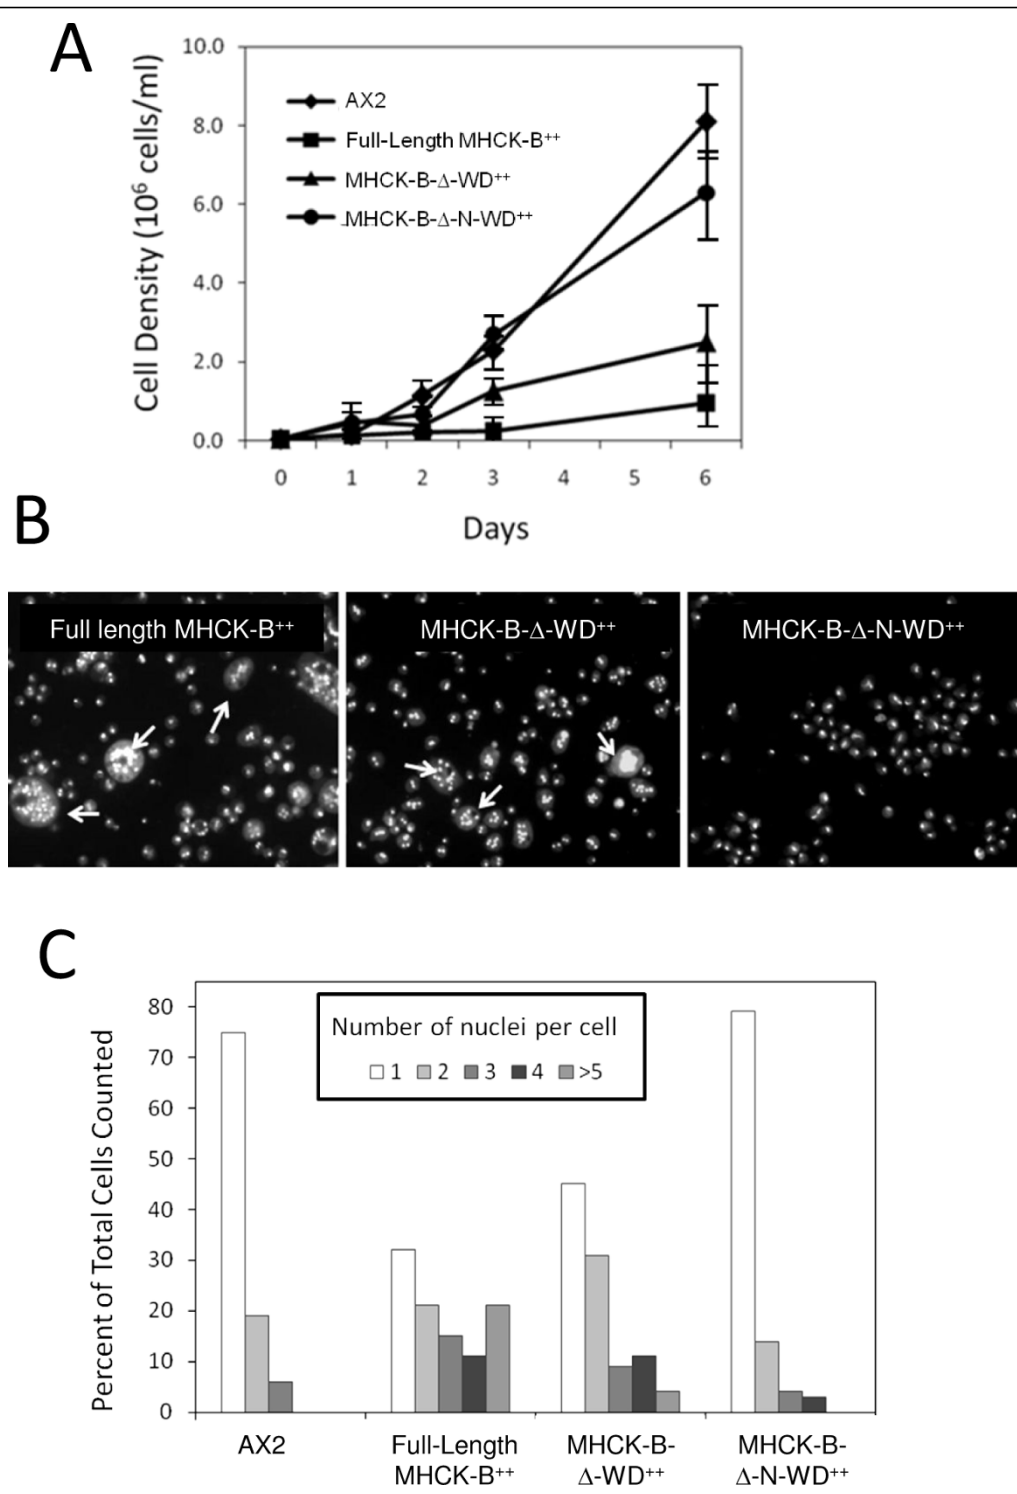 A
Cell Density (10⁶ cells/ml)
10.0
8.0
6.0
4.0
2.0
0.0
AX2
Full-Length MHCK-B⁺⁺
MHCK-B-Δ-WD⁺⁺
MHCK-B-Δ-N-WD⁺⁺
0 1 2 3 4 5 6
Days
B
Full length MHCK-B⁺⁺
MHCK-B-Δ-WD⁺⁺
MHCK-B-Δ-N-WD⁺⁺
C
Percent of Total Cells Counted
80
70
60
50
40
30
20
10
0
Number of nuclei per cell
1 2 3 4 >5
AX2
Full-Length
MHCK-B⁺⁺
MHCK-B-
Δ-WD⁺⁺
MHCK-B-
Δ-N-WD⁺⁺